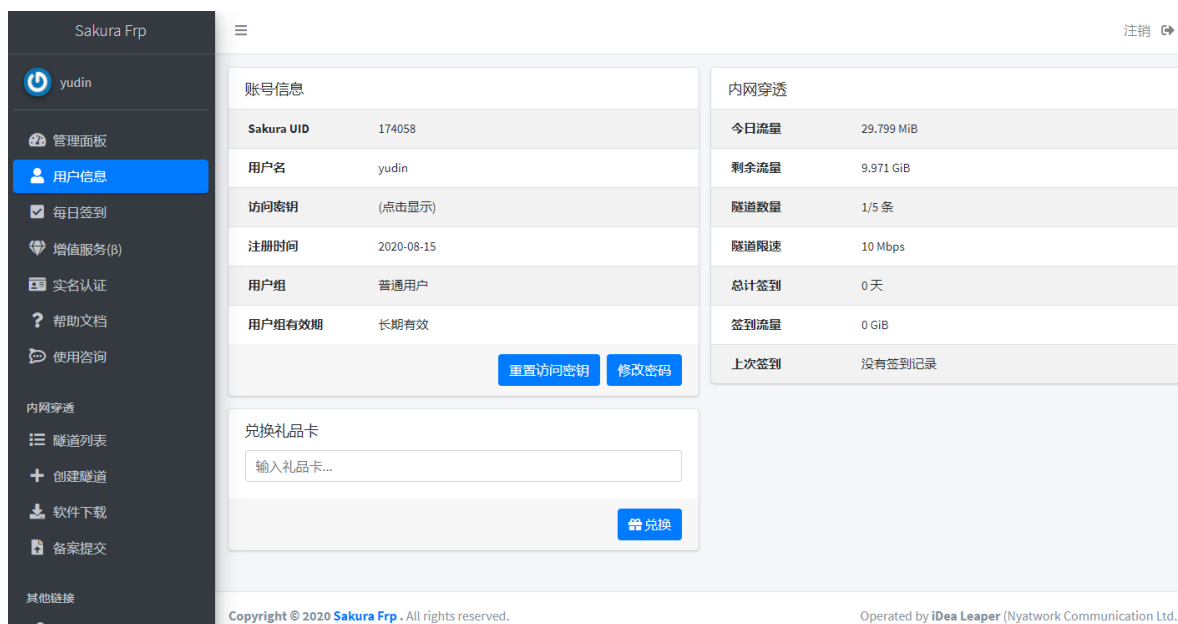 Sakura Frp
注销
yudin
管理面板
用户信息
每日签到
增值服务(β)
实名认证
帮助文档
使用咨询
内网穿透
隧道列表
创建隧道
软件下载
备案提交
其他链接
账号信息
Sakura UID 174058
用户名 yudin
访问密钥 (点击显示)
注册时间 2020-08-15
用户组 普通用户
用户组有效期 长期有效
重置访问密钥 修改密码
兑换礼品卡
输入礼品卡...
兑换
内网穿透
今日流量 29.799 MiB
剩余流量 9.971 GiB
隧道数量 1/5 条
隧道限速 10 Mbps
总计签到 0 天
签到流量 0 GiB
上次签到 没有签到记录
Copyright © 2020 Sakura Frp . All rights reserved.
Operated by iDea Leaper (Nyatwork Communication Ltd.